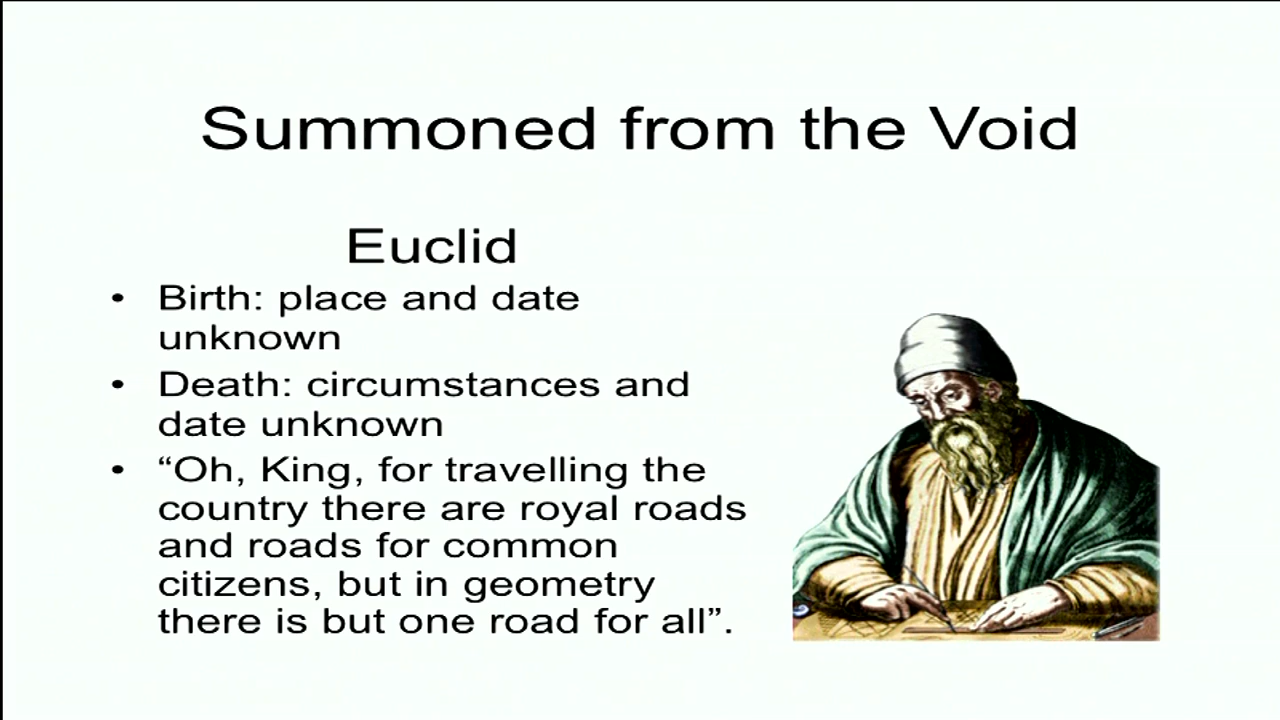 Summoned from the Void
Euclid
• Birth: place and date
unknown
• Death: circumstances and
date unknown
• “Oh, King, for travelling the
country there are royal roads
and roads for common
citizens, but in geometry
there is but one road for all”.